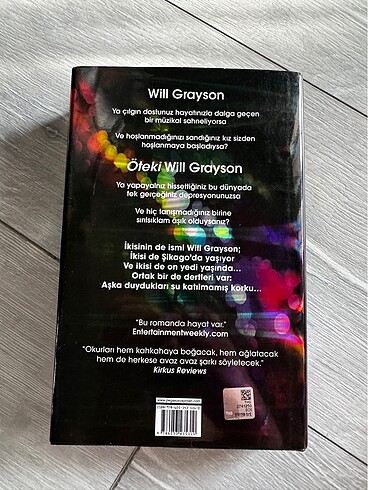 Will Grayson
Ya çılgın dostunuz hayatınızla dalga geçen
bir müzikal sahneliyorsa
Ve hoşlanmadığınızı sandığınız kız sizden
hoşlanmaya başladıysa?
Öteki Will Grayson
Ya yapayalnız hissettiğiniz bu dünyada
tek gerçeğiniz depresyonunuzsa
Ve hiç tanışmadığınız birine
sırılsıklam âşık olduysanız?
İkisinin de ismi Will Grayson;
İkisi de Şikago'da yaşıyor
Ve ikisi de on yedi yaşında...
Ortak bir de dertleri var:
Aşka duydukları su katılmamış korku...
"Bu romanda hayat var."
Entertainmentweekly.com
"Okurları hem kahkahaya boğacak, hem ağlatacak
hem de herkese avaz avaz şarkı söyletecek."
Kirkus Reviews
www.pegasusyayinlari.com